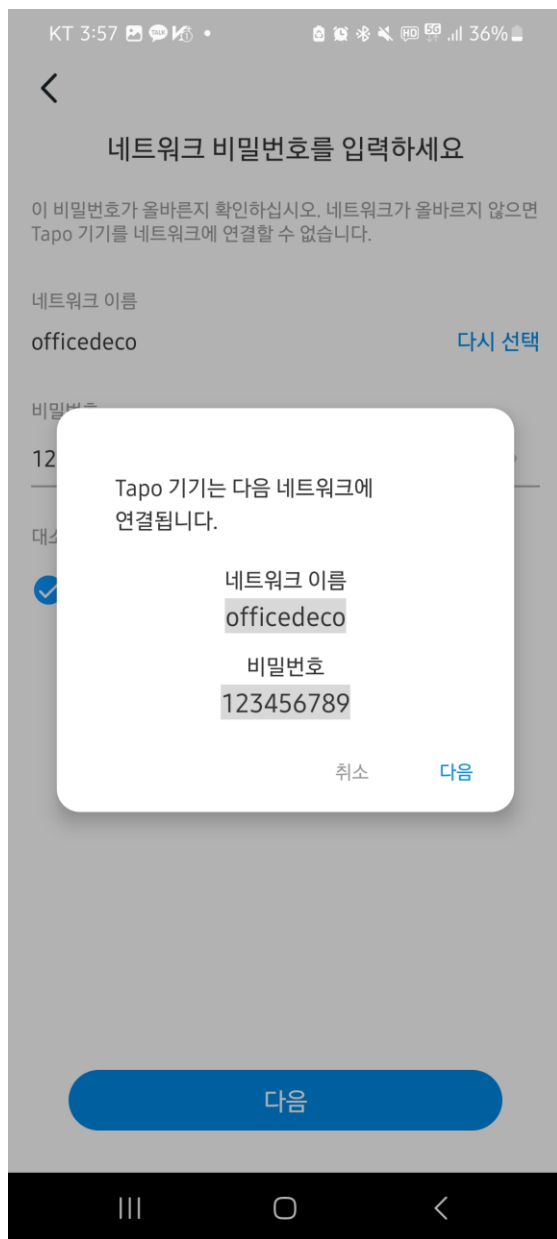 KT 3:57
36%
네트워크 비밀번호를 입력하세요
이 비밀번호가 올바른지 확인하십시오. 네트워크가 올바르지 않으면
Tapo 기기를 네트워크에 연결할 수 없습니다.
네트워크 이름
officedeco 다시 선택
12
Tapo 기기는 다음 네트워크에
연결됩니다.
네트워크 이름
officedeco
비밀번호
123456789
취소 다음
다음